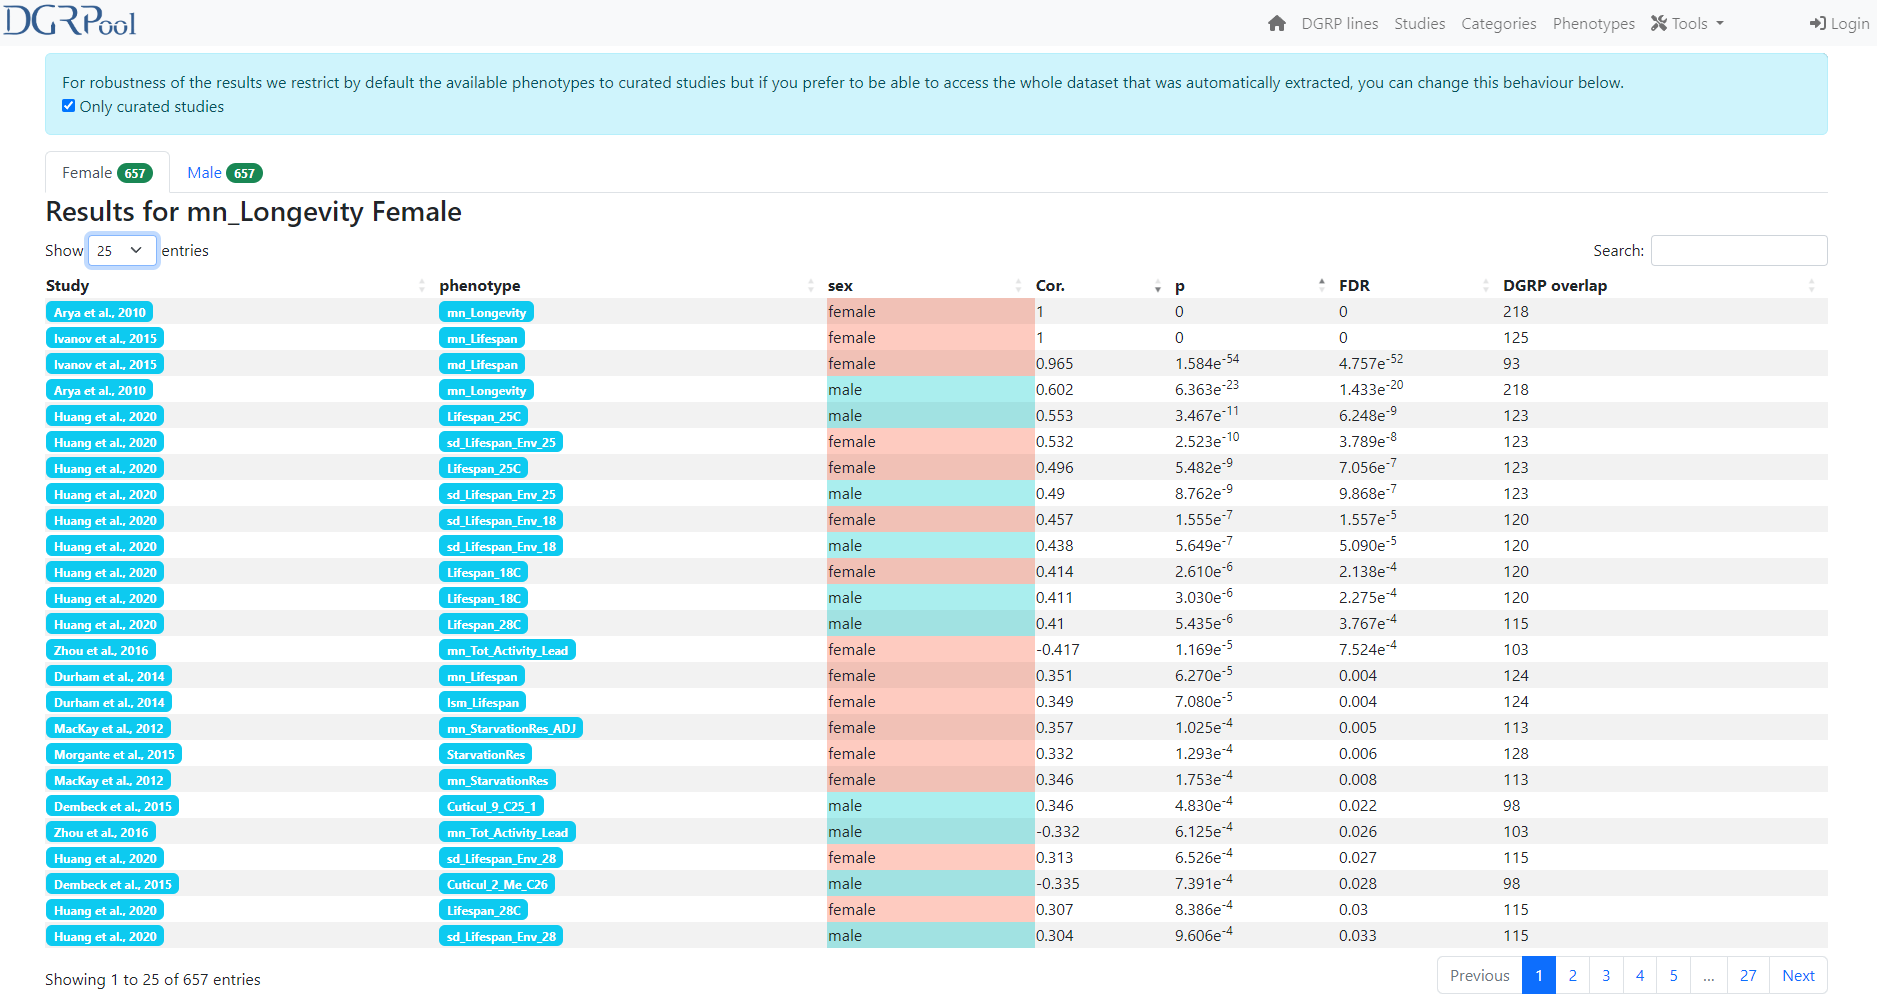 DGRPool DGRP lines Studies Categories Phenotypes Tools Login
For robustness of the results we restrict by default the available phenotypes to curated studies but if you prefer to be able to access the whole dataset that was automatically extracted, you can change this behaviour below.
Only curated studies
Female 657 Male 657
Results for mn_Longevity Female
Show 25 entries Search:
Study phenotype sex Cor. p FDR DGRP overlap
Arya et al., 2010 mn_Longevity female 1 0 0 218
Ivanov et al., 2015 mn_Lifespan female 1 0 0 125
Ivanov et al., 2015 md_Lifespan female 0.965 1.584e-54 4.757e-52 93
Arya et al., 2010 mn_Longevity male 0.602 6.363e-23 1.433e-20 218
Huang et al., 2020 Lifespan_25C male 0.553 3.467e-11 6.248e-9 123
Huang et al., 2020 sd_Lifespan_Env_25 female 0.532 2.523e-10 3.789e-8 123
Huang et al., 2020 Lifespan_25C female 0.496 5.482e-9 7.056e-7 123
Huang et al., 2020 sd_Lifespan_Env_25 male 0.49 8.762e-9 9.868e-7 123
Huang et al., 2020 sd_Lifespan_Env_18 female 0.457 1.555e-7 1.557e-5 120
Huang et al., 2020 sd_Lifespan_Env_18 male 0.438 5.649e-7 5.090e-5 120
Huang et al., 2020 Lifespan_18C female 0.414 2.610e-6 2.138e-4 120
Huang et al., 2020 Lifespan_18C male 0.411 3.030e-6 2.275e-4 120
Huang et al., 2020 Lifespan_28C male 0.41 5.435e-6 3.767e-4 115
Zhou et al., 2016 mn_Tot_Activity_Lead female -0.417 1.169e-5 7.524e-4 103
Durham et al., 2014 mn_Lifespan female 0.351 6.270e-5 0.004 124
Durham et al., 2014 lsm_Lifespan female 0.349 7.080e-5 0.004 124
MacKay et al., 2012 mn_StarvationRes_ADJ female 0.357 1.025e-4 0.005 113
Morgante et al., 2015 StarvationRes female 0.332 1.293e-4 0.006 128
MacKay et al., 2012 mn_StarvationRes female 0.346 1.753e-4 0.008 113
Dembeck et al., 2015 Cuticul_9_C25_1 male 0.346 4.830e-4 0.022 98
Zhou et al., 2016 mn_Tot_Activity_Lead male -0.332 6.125e-4 0.026 103
Huang et al., 2020 sd_Lifespan_Env_28 female 0.313 6.526e-4 0.027 115
Dembeck et al., 2015 Cuticul_2_Me_C26 male -0.335 7.391e-4 0.028 98
Huang et al., 2020 Lifespan_28C female 0.307 8.386e-4 0.03 115
Huang et al., 2020 sd_Lifespan_Env_28 male 0.304 9.606e-4 0.033 115
Showing 1 to 25 of 657 entries Previous 1 2 3 4 5 ... 27 Next